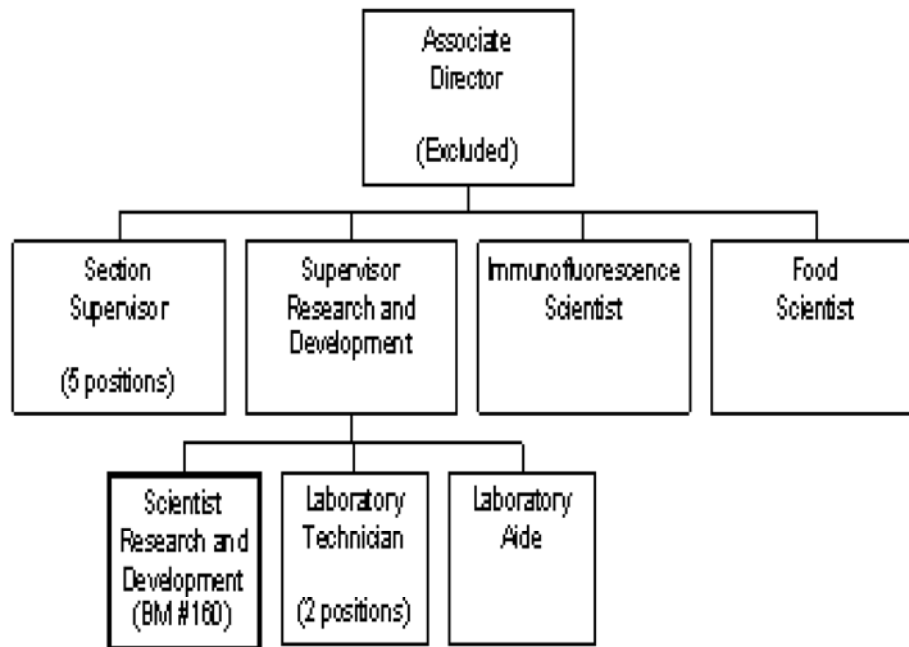 Associate
Director
(Excluded)
Section
Supervisor
(5 positions)
Supervisor
Research and
Development
Immunofluorescence
Scientist
Food
Scientist
Scientist
Research and
Development
(BM #160)
Laboratory
Technician
(2 positions)
Laboratory
Aide